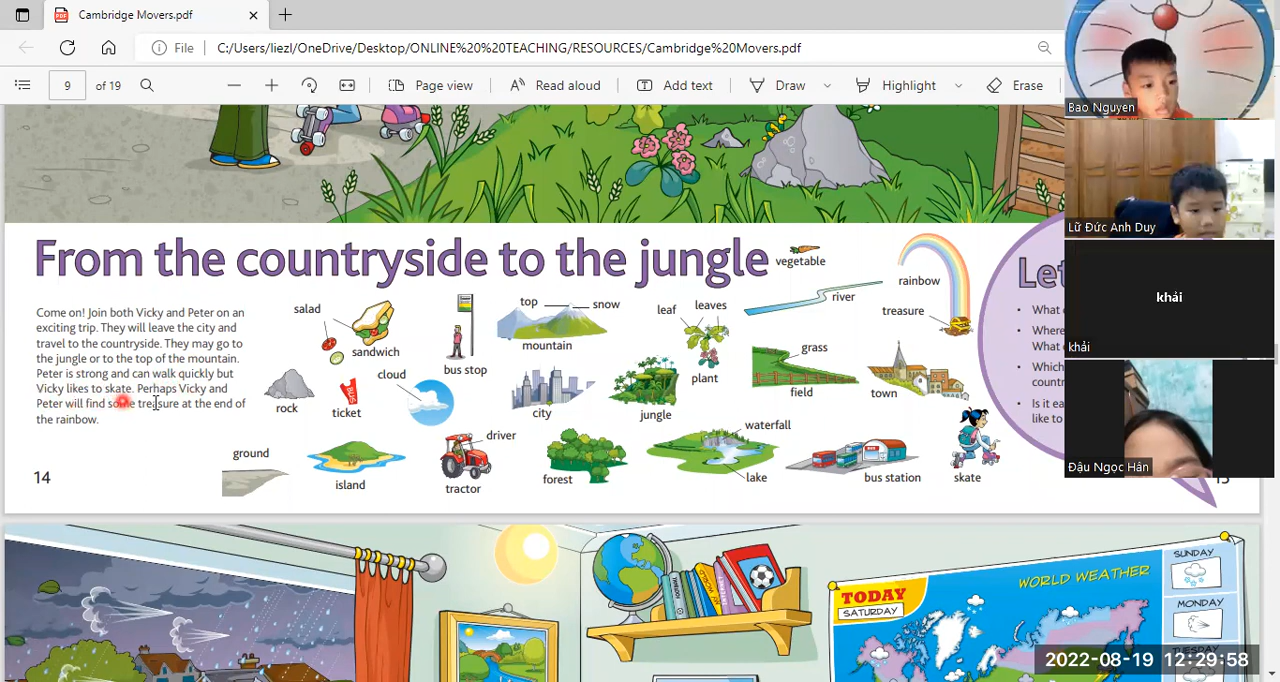 Cambridge Movers.pdf
File
C:/Users/liezl/OneDrive/Desktop/ONLINE%20%20TEACHING/RESOURCES/Cambridge%20Movers.pdf
9 of 19
Page view
Read aloud
Add text
Draw
Highlight
Erase
Bao Nguyen
Lữ Đức Anh Duy
khải
khải
Đậu Ngọc Hân
From the countryside to the jungle
Come on! Join both Vicky and Peter on an
exciting trip. They will leave the city and
travel to the countryside. They may go to
the jungle or to the top of the mountain.
Peter is strong and can walk quickly but
Vicky likes to skate. Perhaps Vicky and
Peter will find some treasure at the end of
the rainbow.
salad
sandwich
bus stop
top
snow
mountain
leaf
leaves
plant
vegetable
river
rainbow
treasure
rock
ticket
cloud
city
jungle
grass
field
town
ground
island
driver
tractor
forest
waterfall
lake
bus station
skate
Let
What
Where
What
Which
count
Is it ea
like to
14
15
TODAY
SATURDAY
WORLD WEATHER
SUNDAY
MONDAY
TUESDAY
2022-08-19 12:29:58